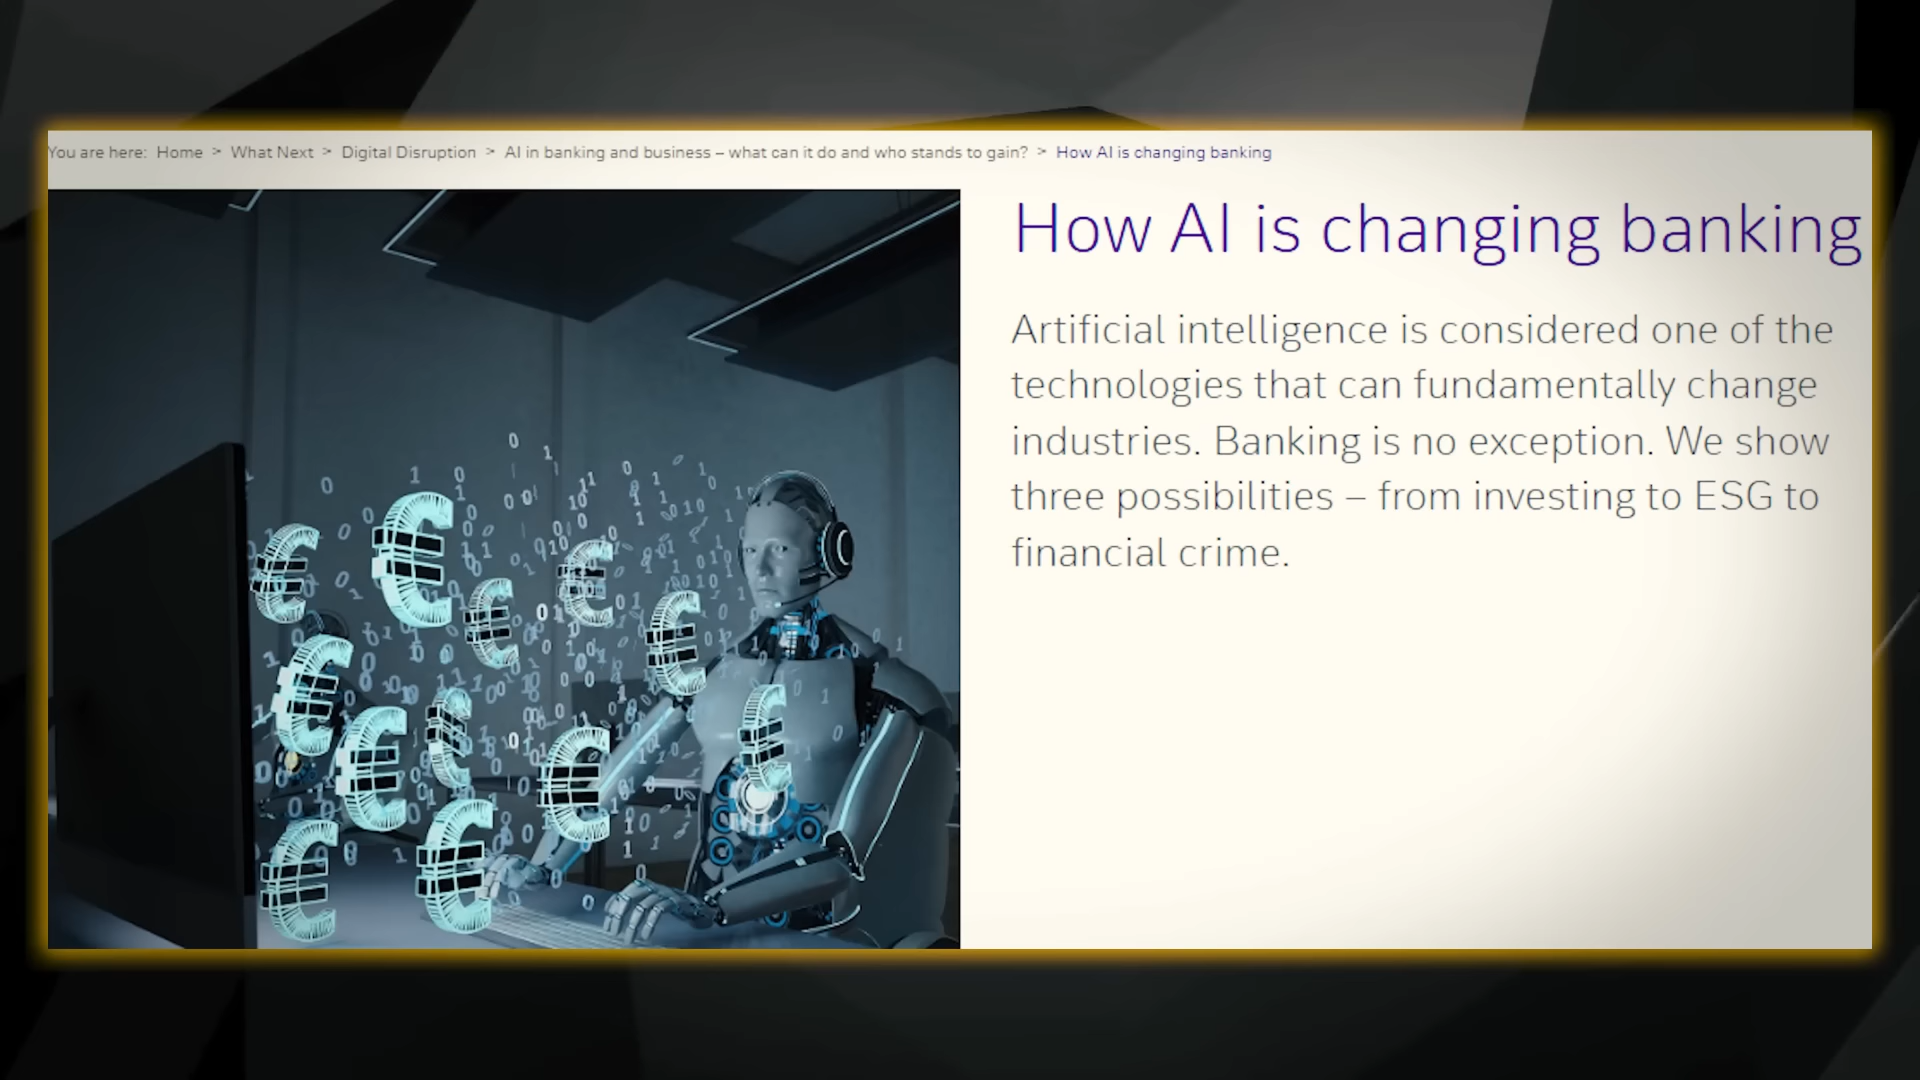 You are here: Home > What Next > Digital Disruption > AI in banking and business – what can it do and who stands to gain? > How AI is changing banking
How AI is changing banking
Artificial intelligence is considered one of the
technologies that can fundamentally change
industries. Banking is no exception. We show
three possibilities – from investing to ESG to
financial crime.